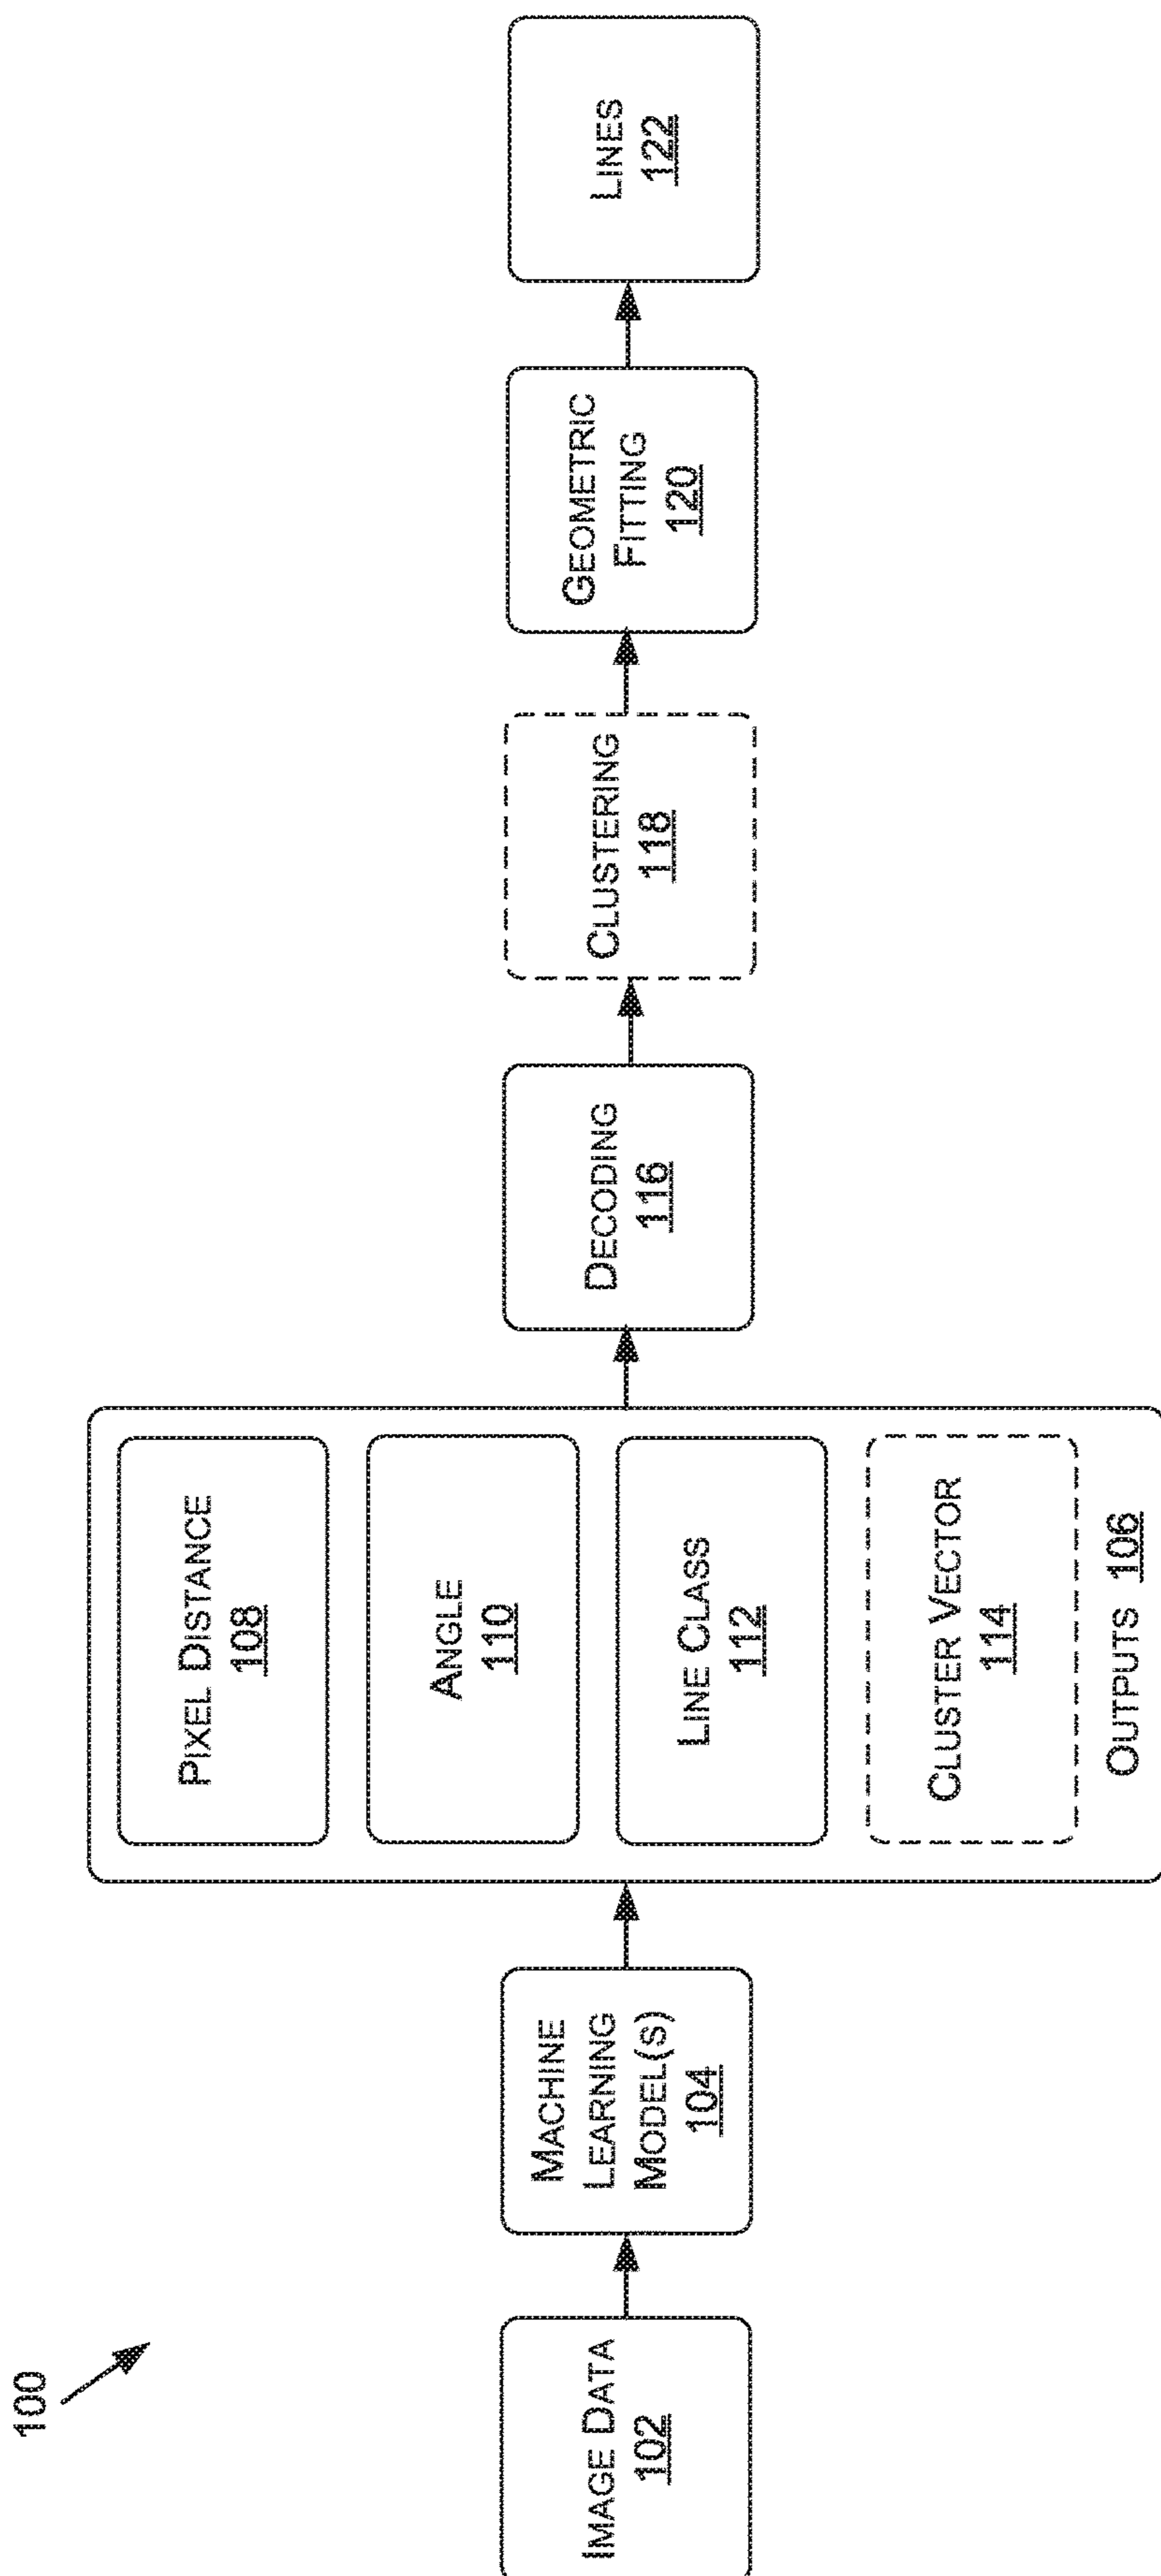 100
IMAGE DATA
102
MACHINE
LEARNING
MODEL(S)
104
PIXEL DISTANCE
108
ANGLE
110
LINE CLASS
112
CLUSTER VECTOR
114
OUTPUTS 106
DECODING
116
CLUSTERING
118
GEOMETRIC
FITTING
120
LINES
122